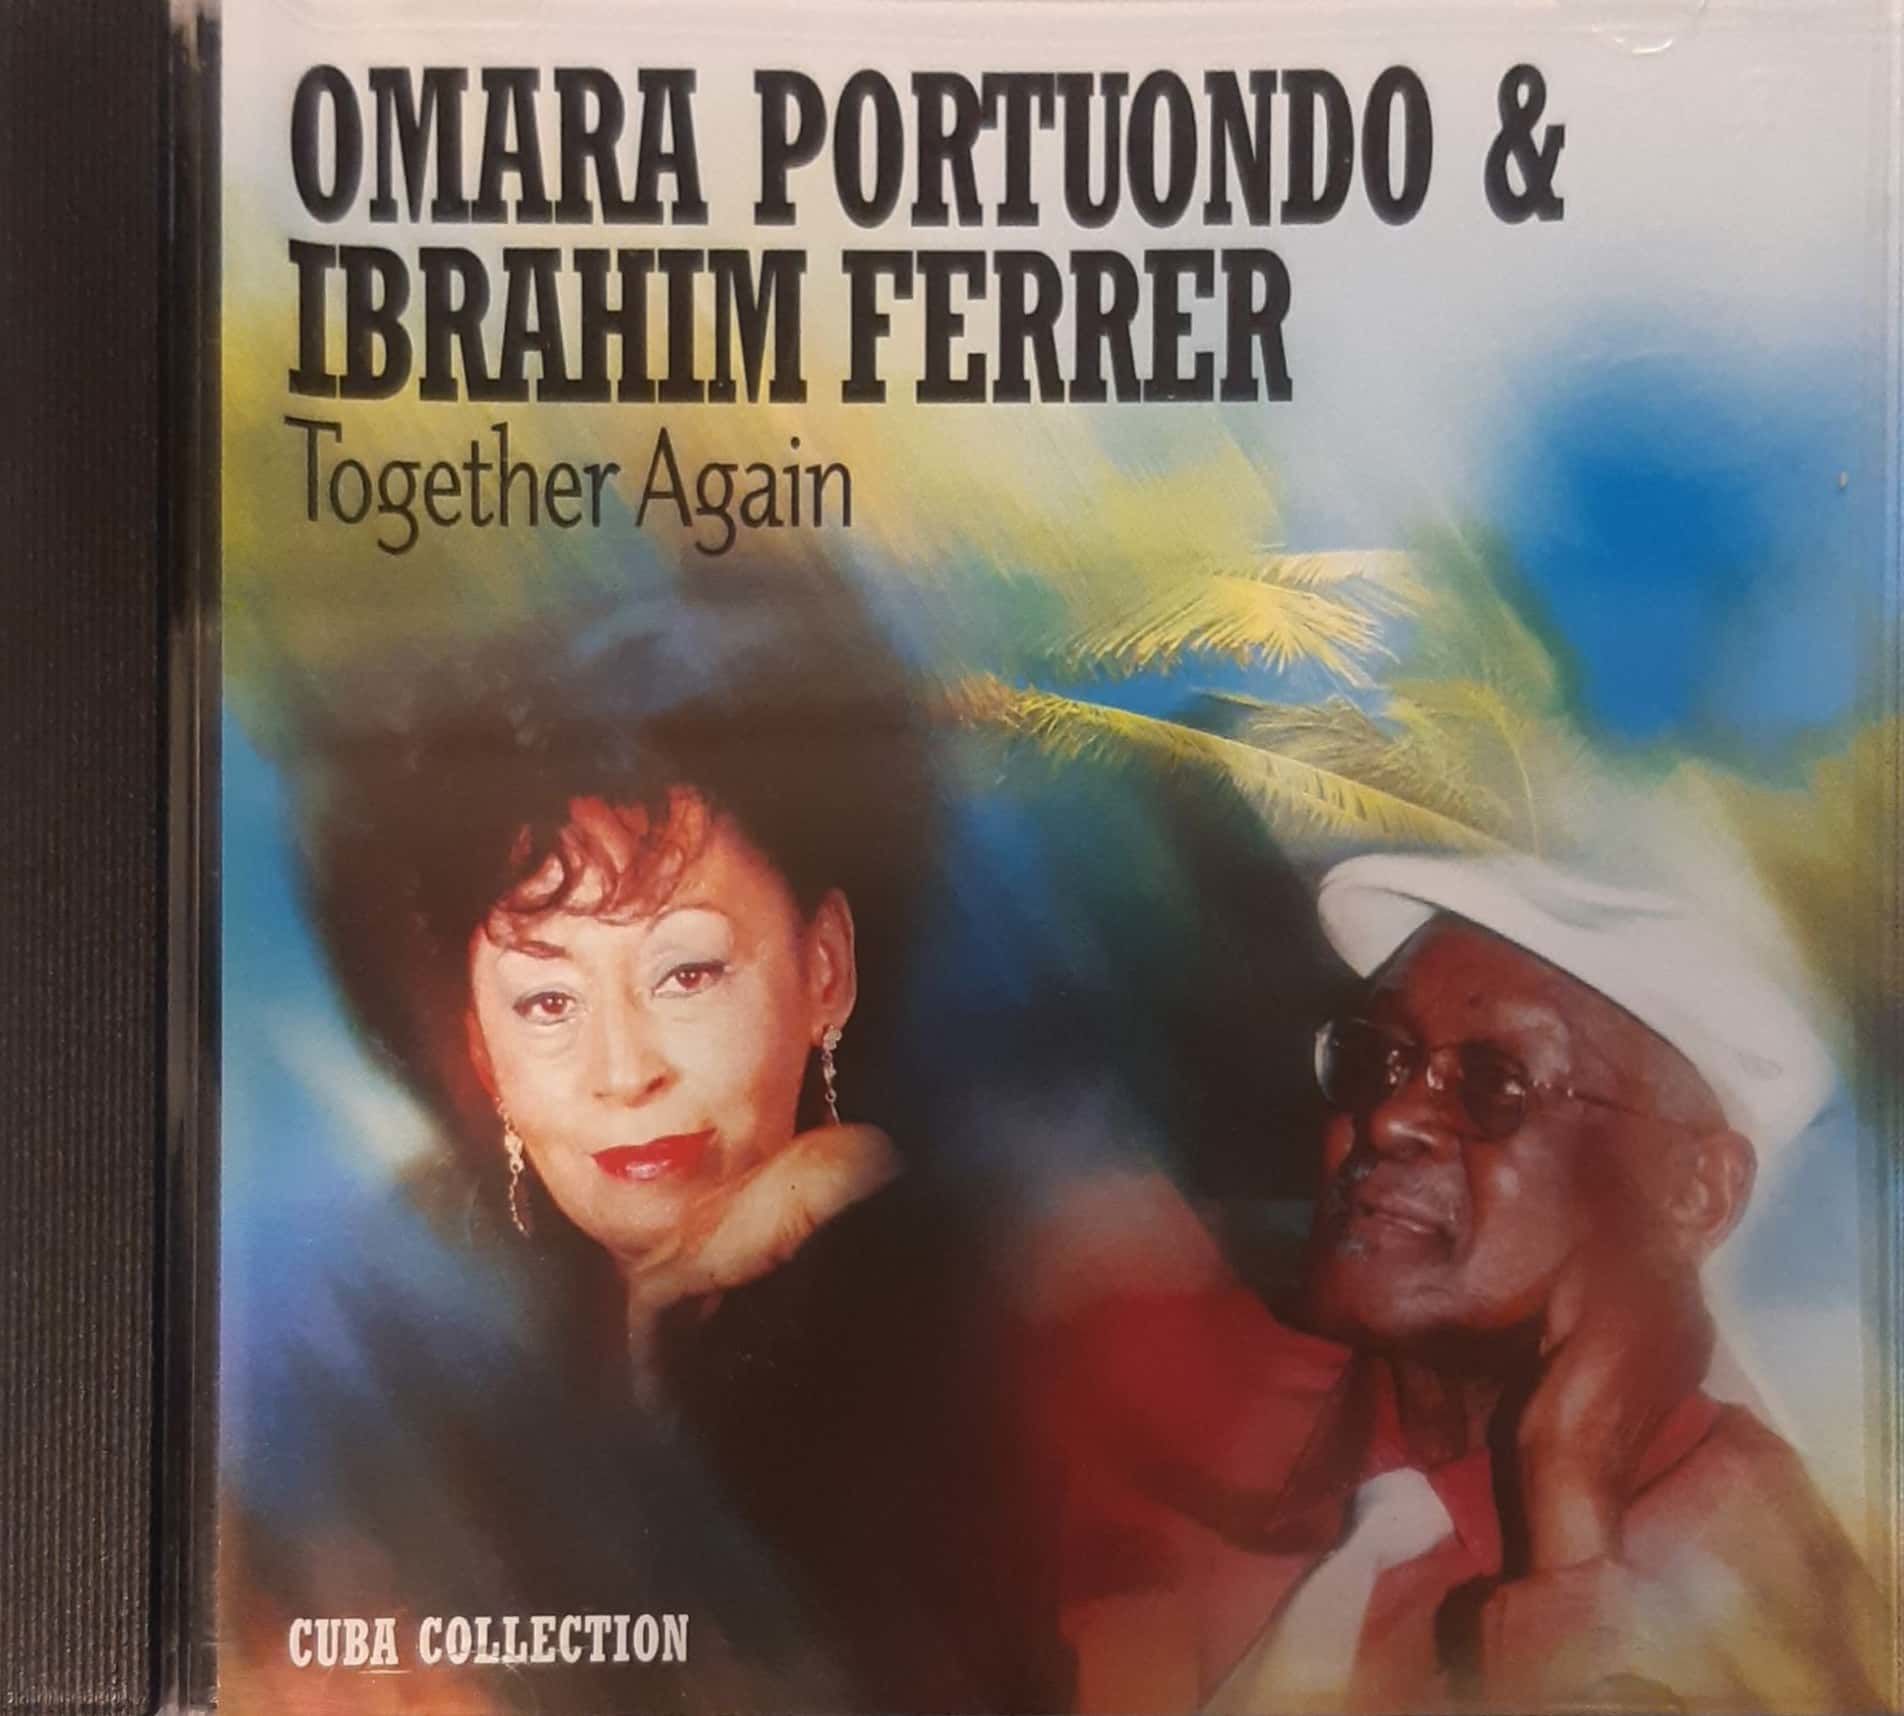 OMARA PORTUONDO &
IBRAHIM FERRER
Together Again
CUBA COLLECTION